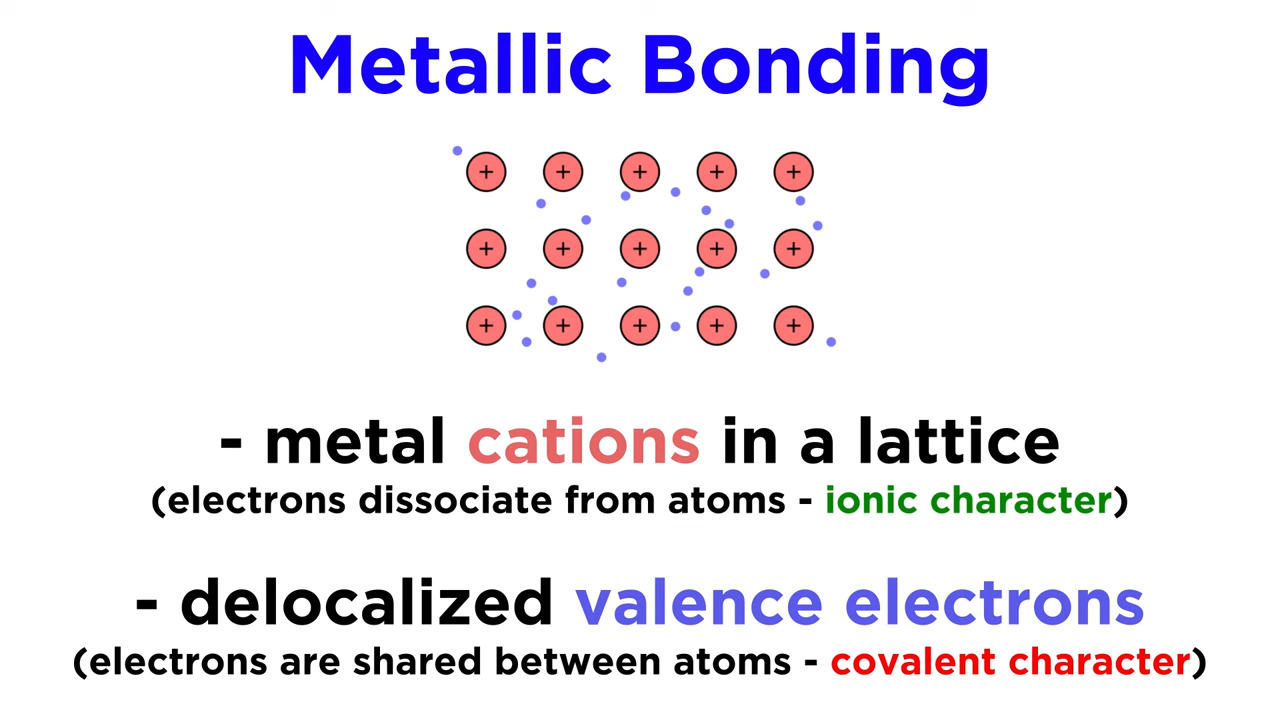 Metallic Bonding
+ + + + +
+ + + + +
+ + + + +
- metal cations in a lattice
(electrons dissociate from atoms - ionic character)
- delocalized valence electrons
(electrons are shared between atoms - covalent character)